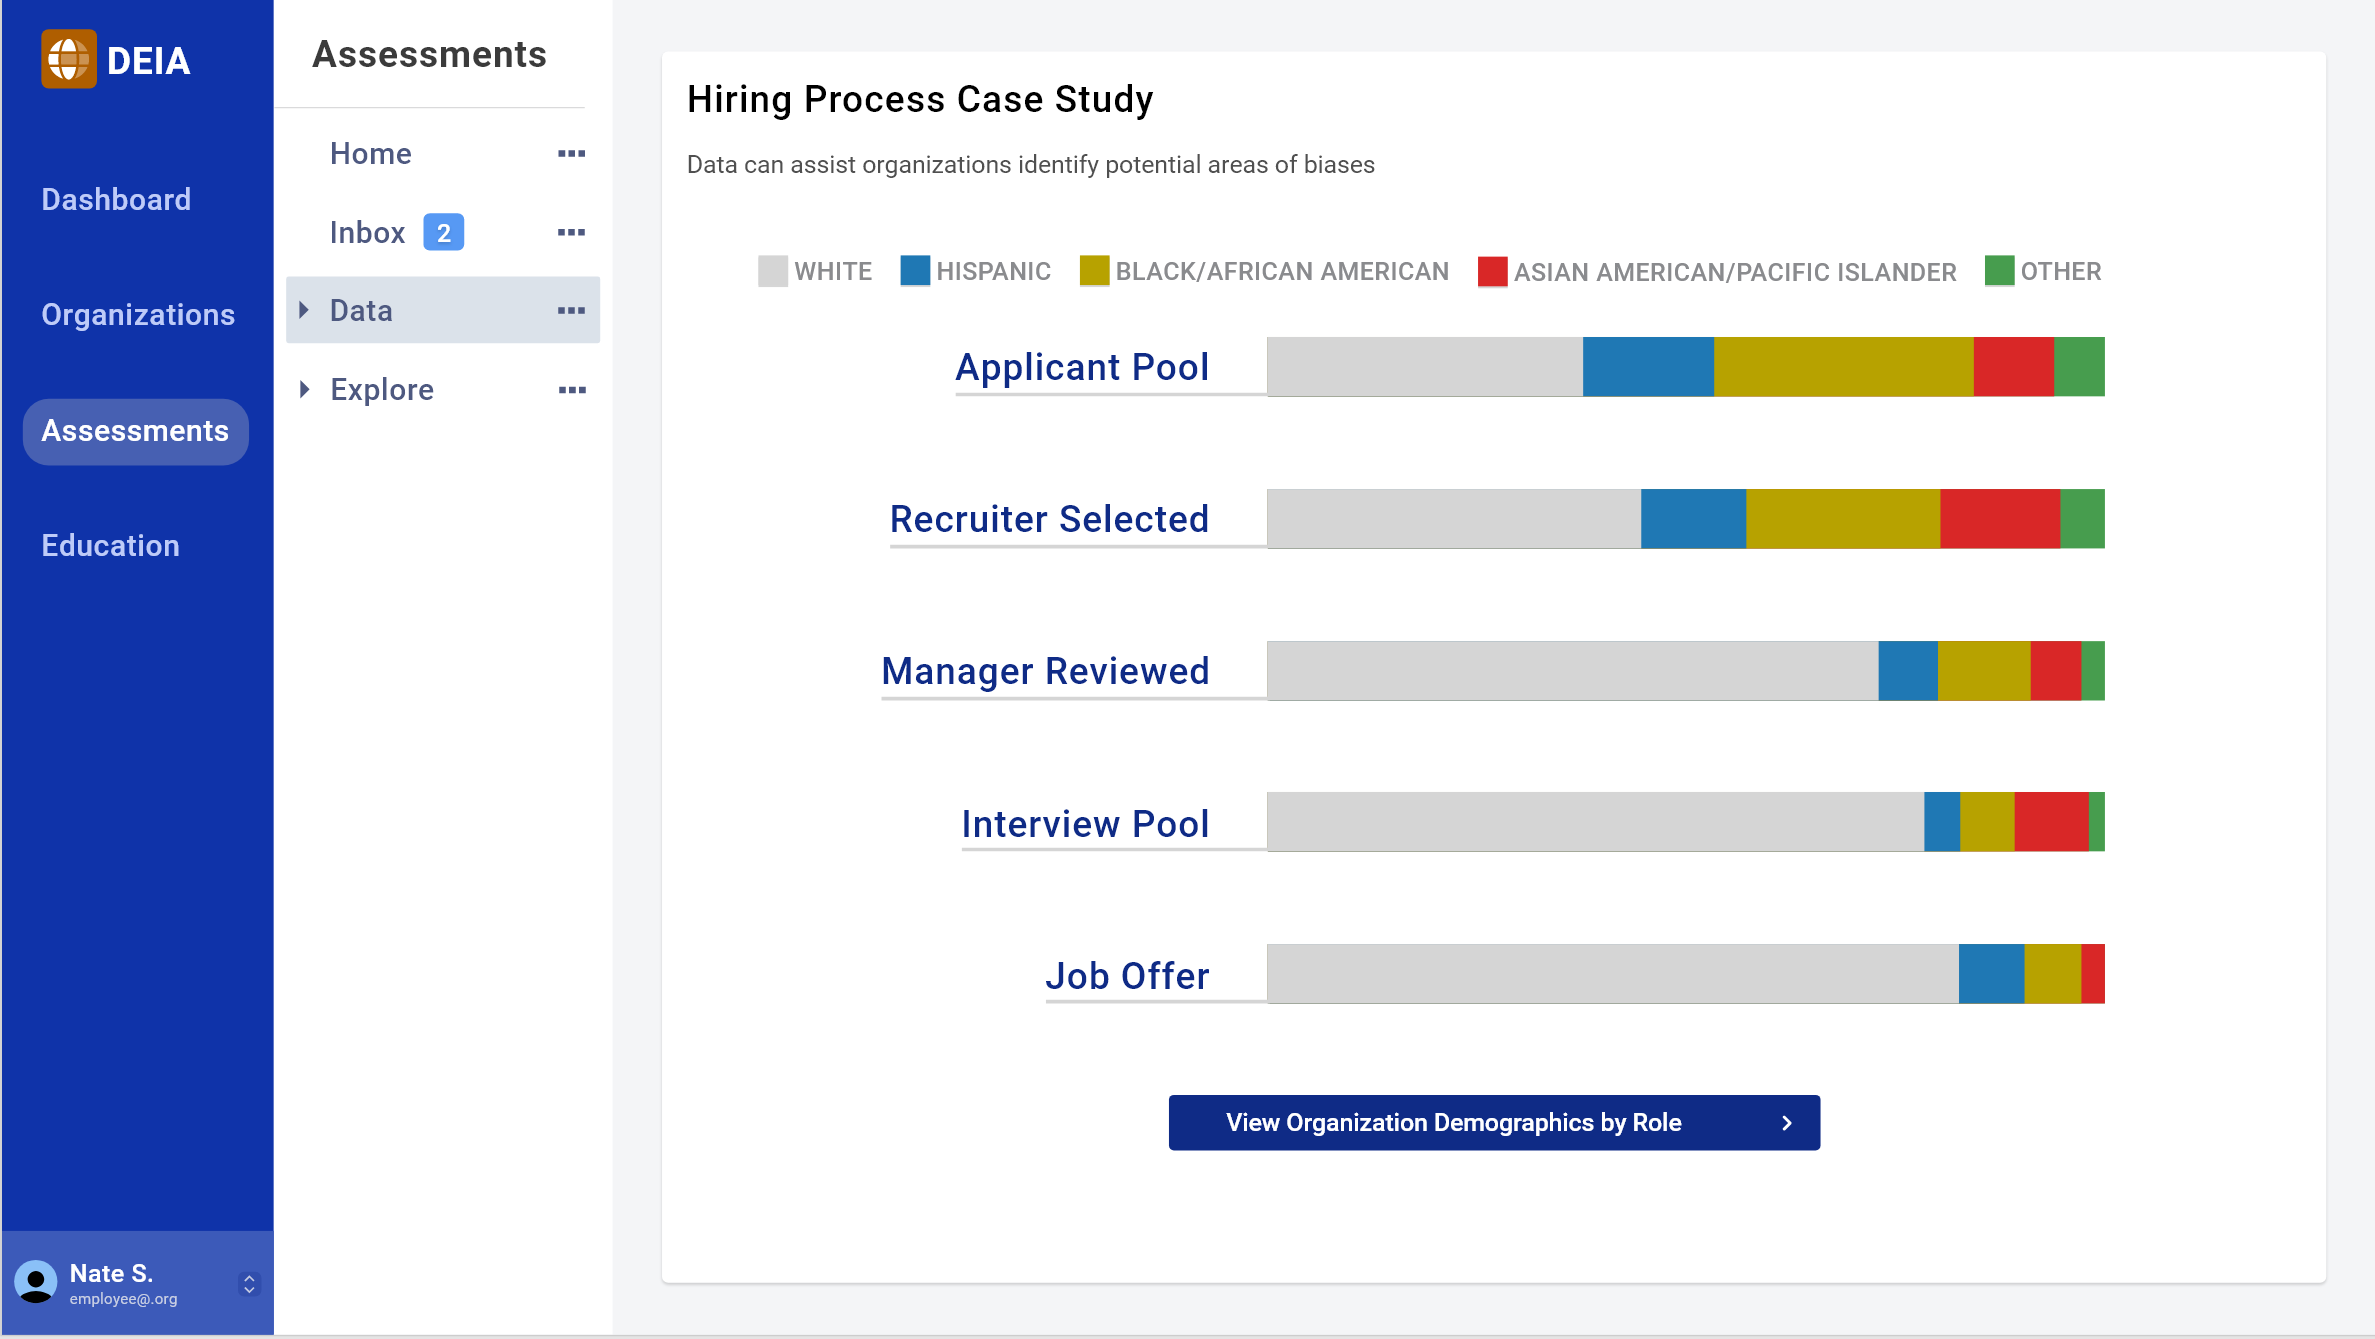 DEIA
Dashboard
Organizations
Assessments
Education
Nate S.
employee@.org
Assessments
Home
Inbox 2
Data
Explore
Hiring Process Case Study
Data can assist organizations identify potential areas of biases
WHITE HISPANIC BLACK/AFRICAN AMERICAN ASIAN AMERICAN/PACIFIC ISLANDER OTHER
Applicant Pool
Recruiter Selected
Manager Reviewed
Interview Pool
Job Offer
View Organization Demographics by Role